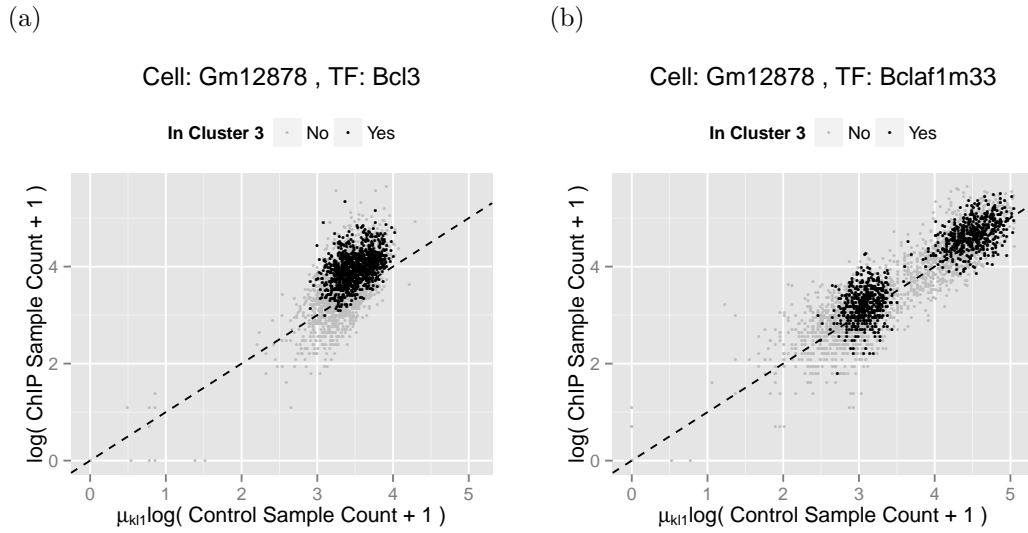 (a)
Cell: Gm12878 , TF: Bcl3
In Cluster 3 No Yes
log( ChIP Sample Count + 1 )
4
2
0
0 1 2 3 4 5
μkl1log( Control Sample Count + 1 )
(b)
Cell: Gm12878 , TF: Bclaf1m33
In Cluster 3 No Yes
log( ChIP Sample Count + 1 )
4
2
0
0 1 2 3 4 5
μkl1log( Control Sample Count + 1 )